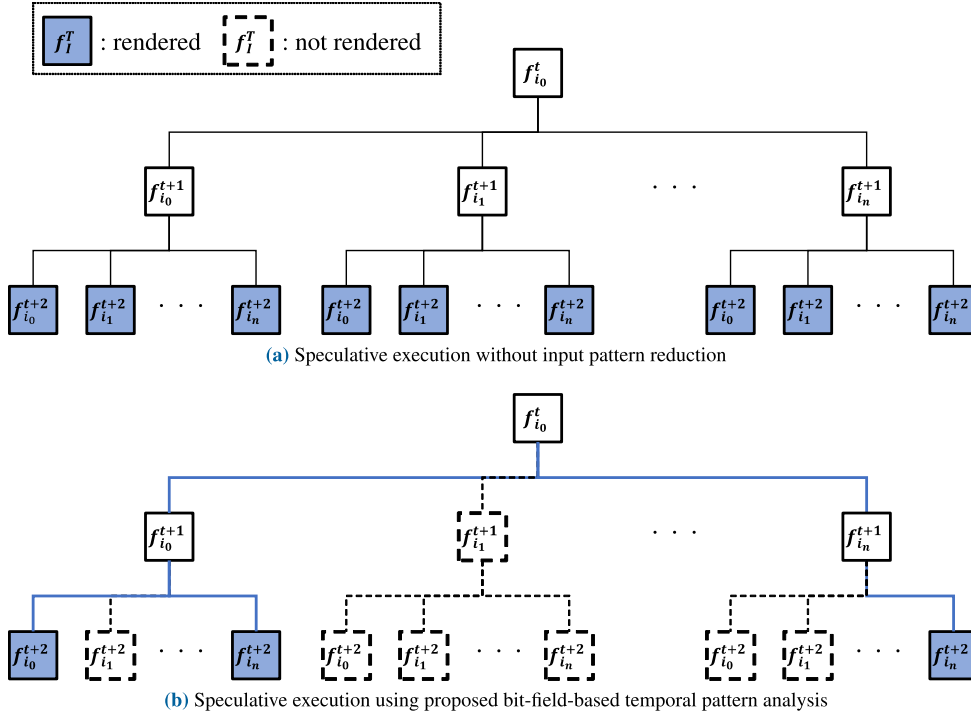 f_I^T : rendered f_I^T : not rendered
f_{i_0}^t
f_{i_0}^{t+1} f_{i_1}^{t+1} . . . f_{i_n}^{t+1}
f_{i_0}^{t+2} f_{i_1}^{t+2} . . . f_{i_n}^{t+2} f_{i_0}^{t+2} f_{i_1}^{t+2} . . . f_{i_n}^{t+2} f_{i_0}^{t+2} f_{i_1}^{t+2} . . . f_{i_n}^{t+2}
(a) Speculative execution without input pattern reduction
f_{i_0}^t
f_{i_0}^{t+1} f_{i_1}^{t+1} . . . f_{i_n}^{t+1}
f_{i_0}^{t+2} f_{i_1}^{t+2} . . . f_{i_n}^{t+2} f_{i_0}^{t+2} f_{i_1}^{t+2} . . . f_{i_n}^{t+2} f_{i_0}^{t+2} f_{i_1}^{t+2} . . . f_{i_n}^{t+2}
(b) Speculative execution using proposed bit-field-based temporal pattern analysis